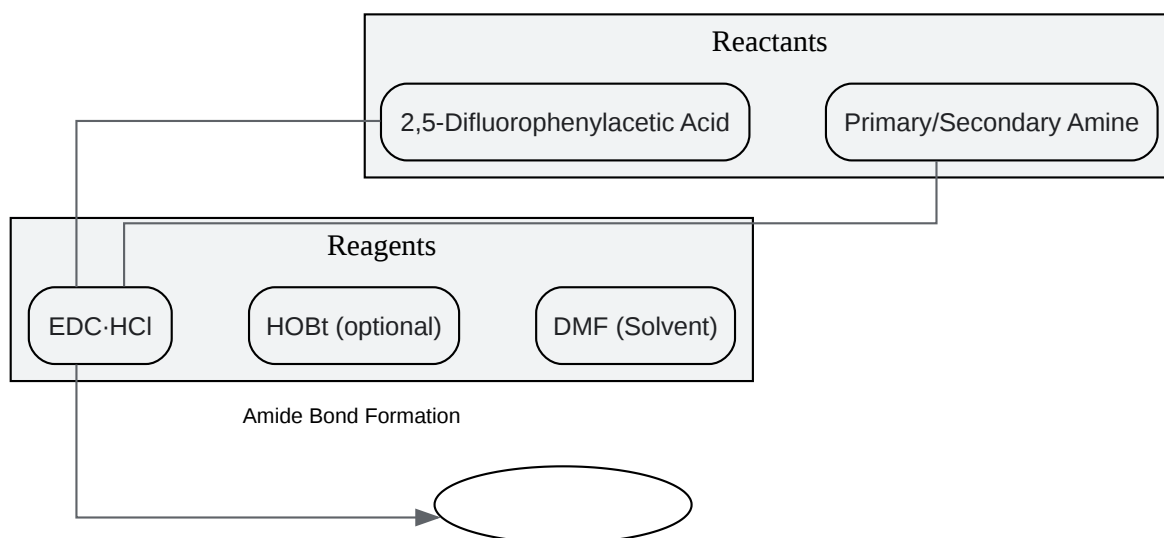 Reactants
2,5-Difluorophenylacetic Acid
Primary/Secondary Amine
Reagents
EDC·HCl
HOBt (optional)
DMF (Solvent)
Amide Bond Formation